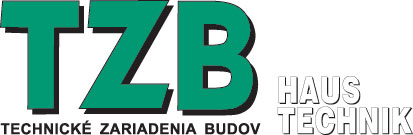 TZB
TECHNICKÉ ZARIADENIA BUDOV
HAUS
TECHNIK